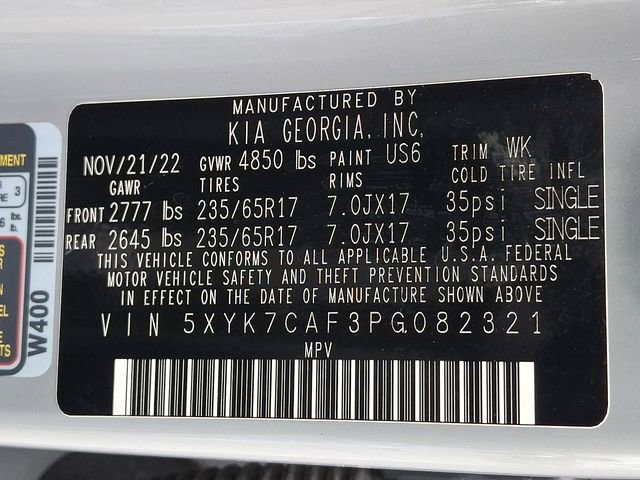 MANUFACTURED BY
KIA GEORGIA, INC,
NOV/21/22 GVWR 4850 lbs PAINT US6 TRIM WK
GAWR TIRES RIMS COLD TIRE INFL
FRONT 2777 lbs 235/65R17 7.0JX17 35psi SINGLE
REAR 2645 lbs 235/65R17 7.0JX17 35psi SINGLE
THIS VEHICLE CONFORMS TO ALL APPLICABLE U.S.A. FEDERAL
MOTOR VEHICLE SAFETY AND THEFT PREVENTION STANDARDS
IN EFFECT ON THE DATE OF MANUFACTURE SHOWN ABOVE
VIN 5XYK7CAF3PG082321
MPV
W400
3
lbs.